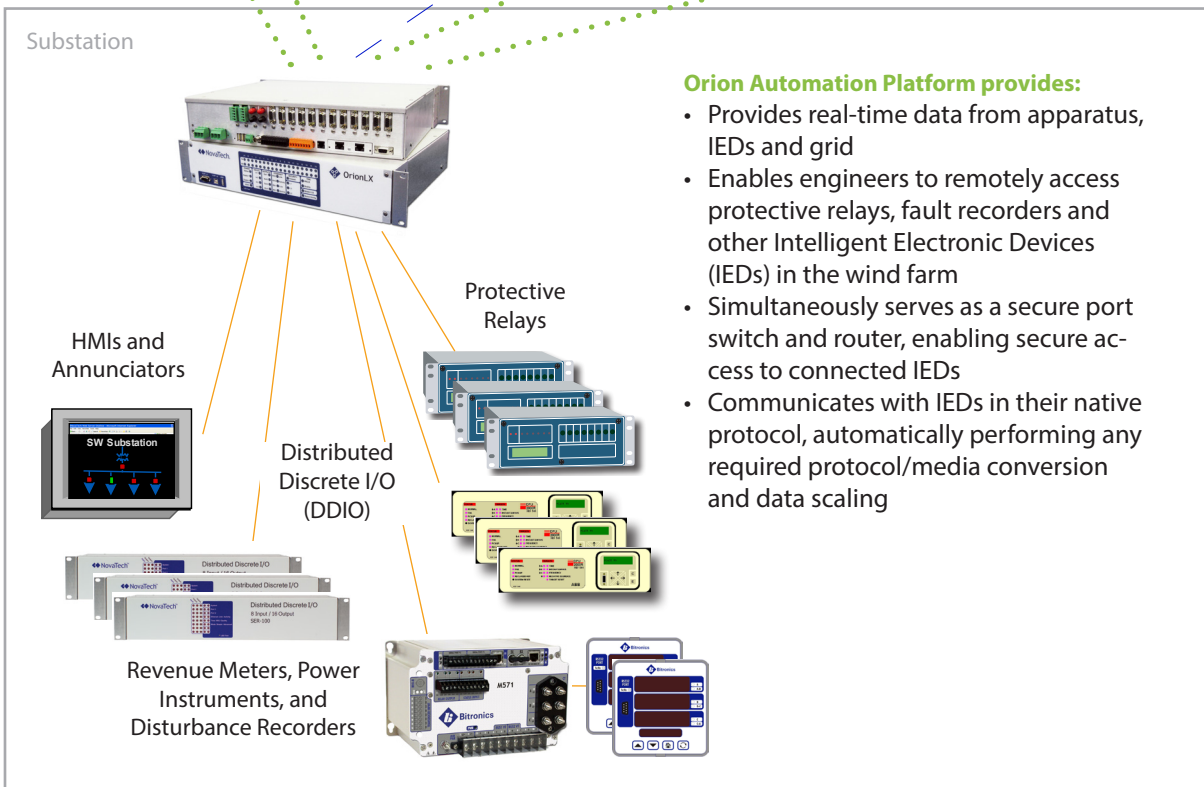 Substation
NovaTech
OrionLX
Orion Automation Platform provides:
• Provides real-time data from apparatus,
IEDs and grid
• Enables engineers to remotely access
protective relays, fault recorders and
other Intelligent Electronic Devices
(IEDs) in the wind farm
• Simultaneously serves as a secure port
switch and router, enabling secure ac-
cess to connected IEDs
• Communicates with IEDs in their native
protocol, automatically performing any
required protocol/media conversion
and data scaling
HMIs and
Annunciators
Protective
Relays
SW Substation
Distributed
Discrete I/O
(DDIO)
NovaTech
Distributed Discrete I/O
NovaTech
Distributed Discrete I/O
NovaTech
Distributed Discrete I/O
8 Input / 16 Output
SER-100
Revenue Meters, Power
Instruments, and
Disturbance Recorders
M571
Bitronics
Bitronics
Bitronics